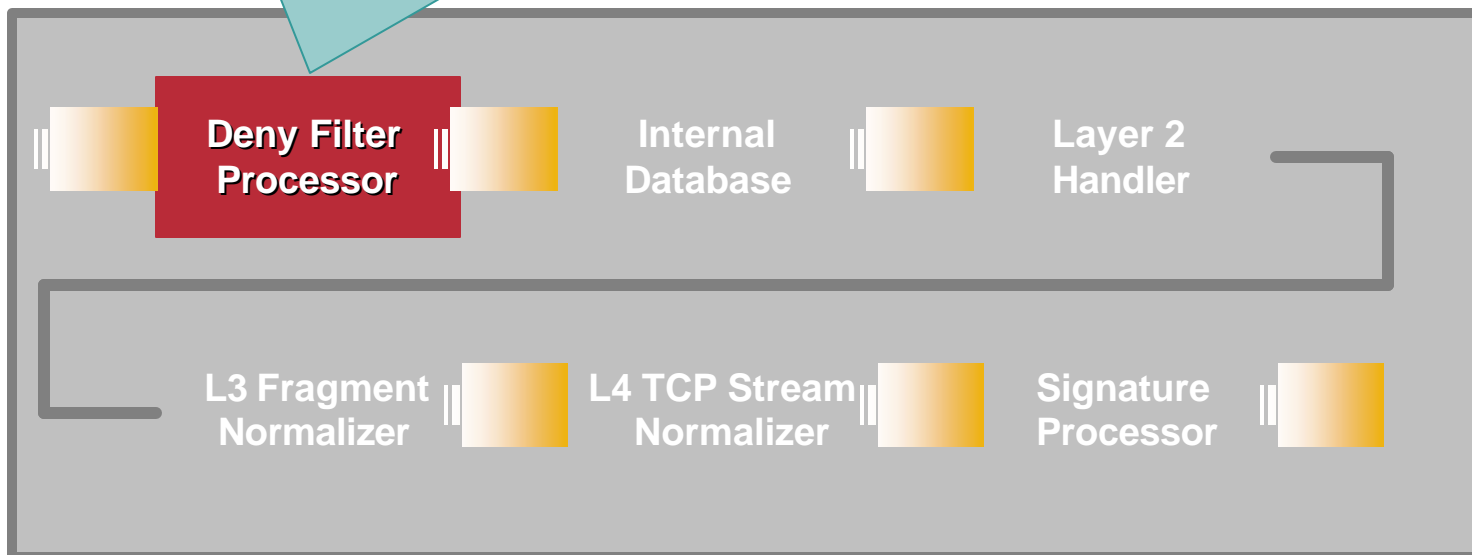 Deny Filter
Processor
Internal
Database
Layer 2
Handler
L3 Fragment
Normalizer
L4 TCP Stream
Normalizer
Signature
Processor